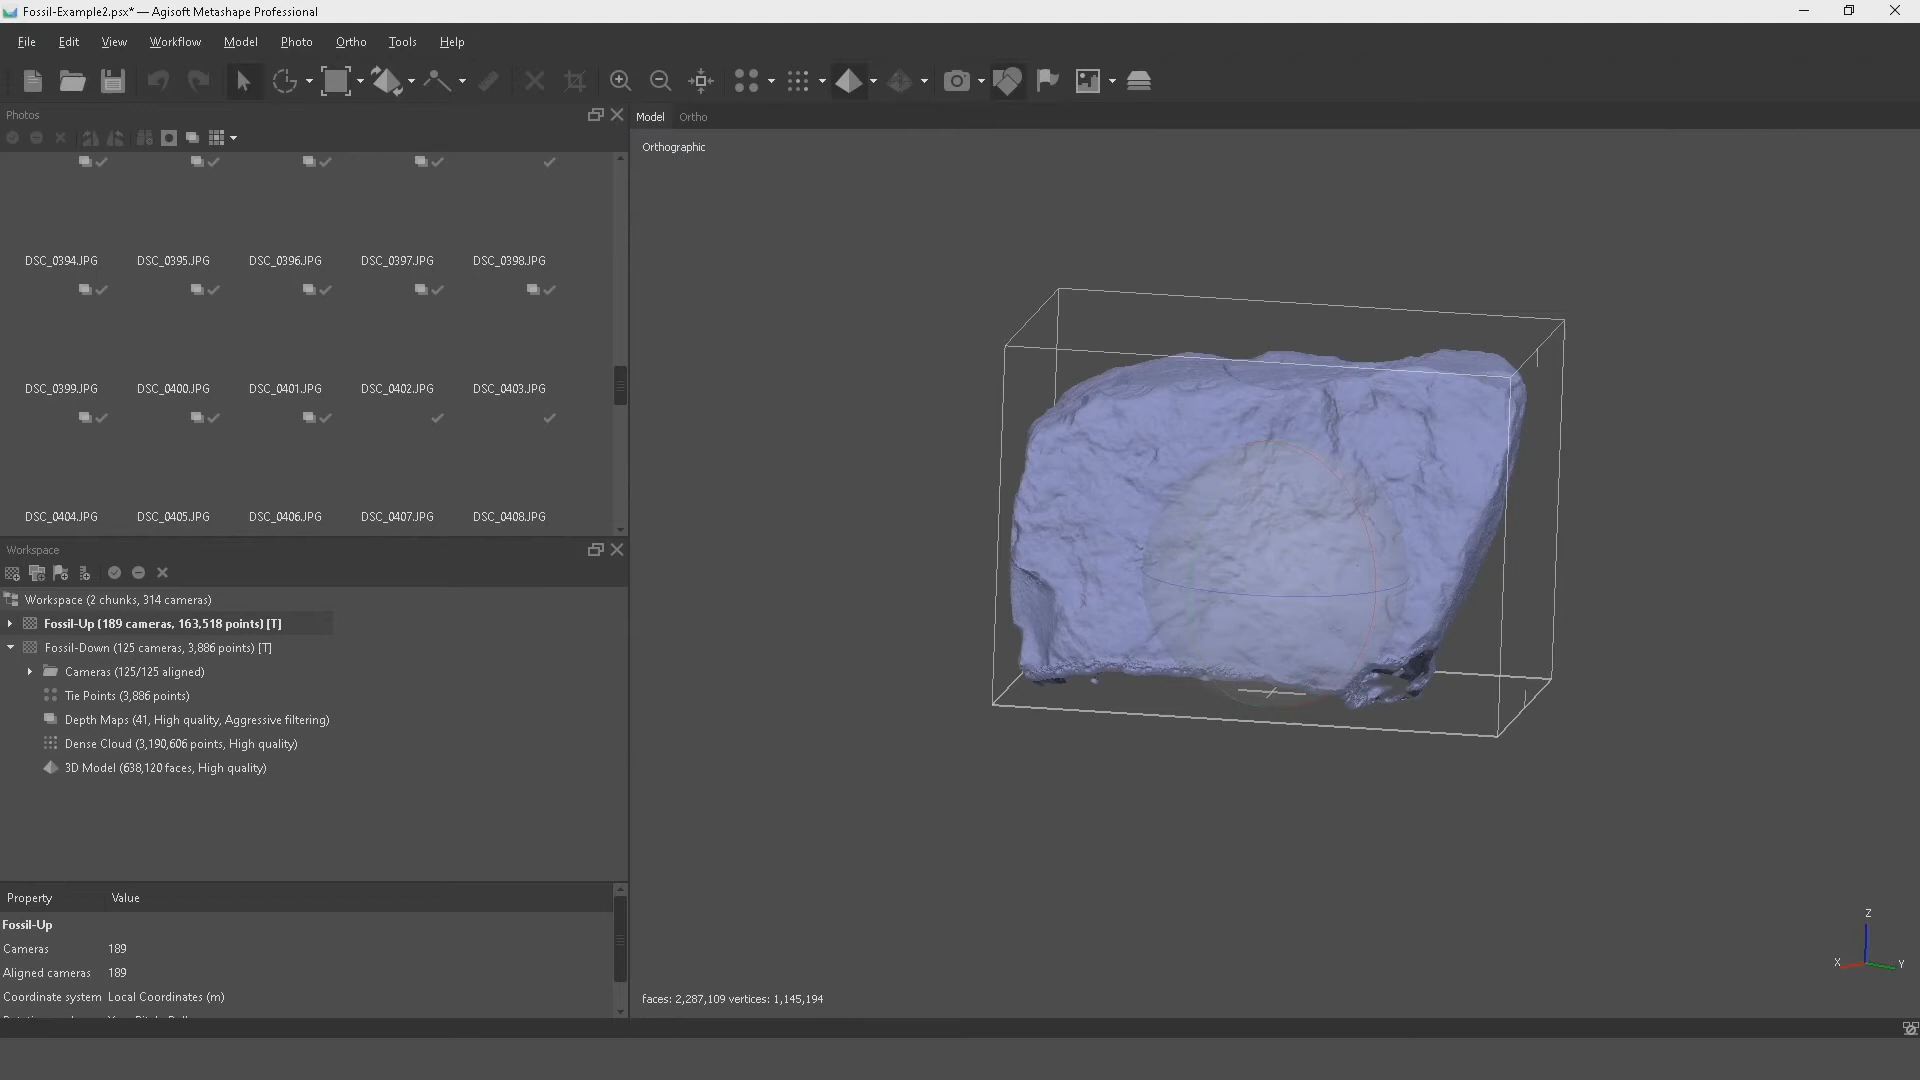 Fossil-Example2.psx* — Agisoft Metashape Professional
File Edit View Workflow Model Photo Ortho Tools Help
Photos
DSC_0394.JPG DSC_0395.JPG DSC_0396.JPG DSC_0397.JPG DSC_0398.JPG
DSC_0399.JPG DSC_0400.JPG DSC_0401.JPG DSC_0402.JPG DSC_0403.JPG
DSC_0404.JPG DSC_0405.JPG DSC_0406.JPG DSC_0407.JPG DSC_0408.JPG
Workspace
Workspace (2 chunks, 314 cameras)
Fossil-Up (189 cameras, 163,518 points) [T]
Fossil-Down (125 cameras, 3,886 points) [T]
Cameras (125/125 aligned)
Tie Points (3,886 points)
Depth Maps (41, High quality, Aggressive filtering)
Dense Cloud (3,190,606 points, High quality)
3D Model (638,120 faces, High quality)
Property Value
Fossil-Up
Cameras 189
Aligned cameras 189
Coordinate system Local Coordinates (m)
Model Ortho
Orthographic
Z
X
Y
faces: 2,287,109 vertices: 1,145,194